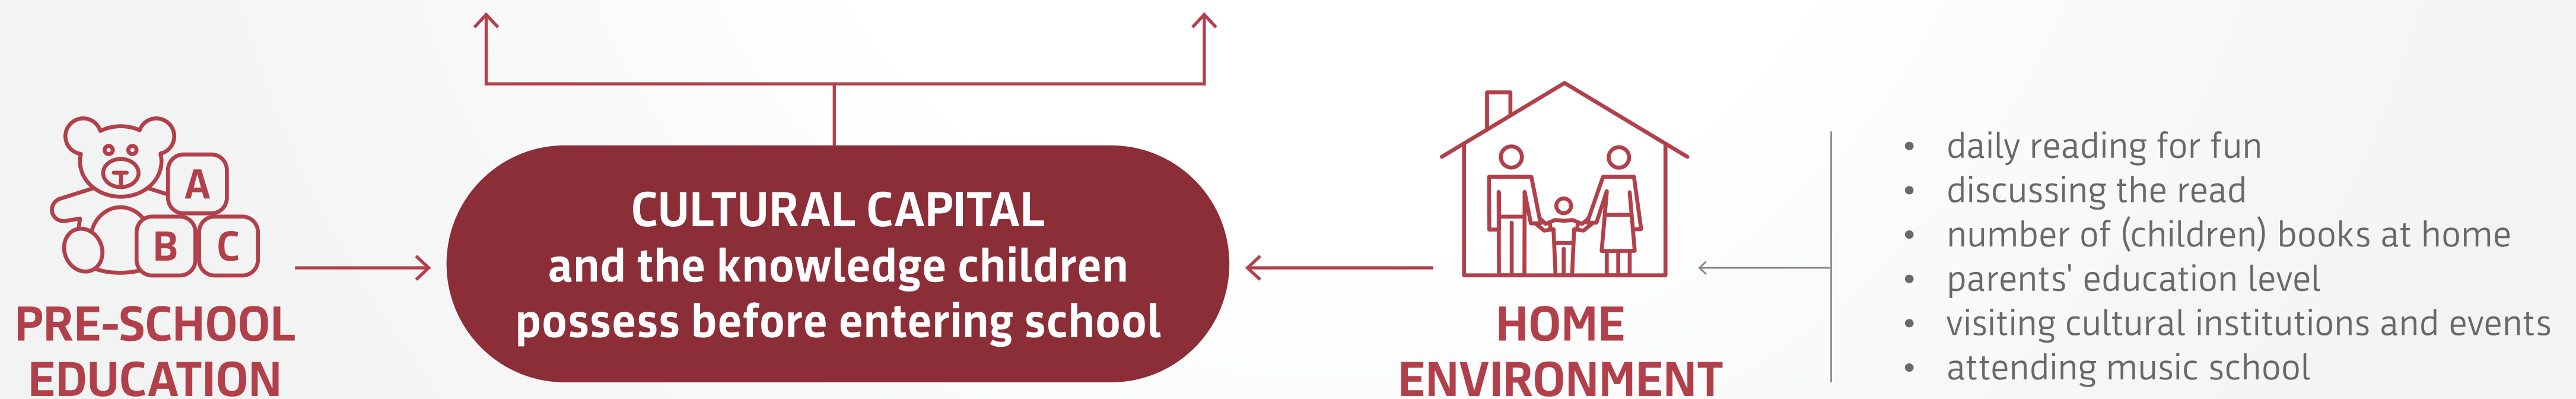 A
B C
PRE-SCHOOL
EDUCATION
CULTURAL CAPITAL
and the knowledge children
possess before entering school
HOME
ENVIRONMENT
• daily reading for fun
• discussing the read
• number of (children) books at home
• parents' education level
• visiting cultural institutions and events
• attending music school